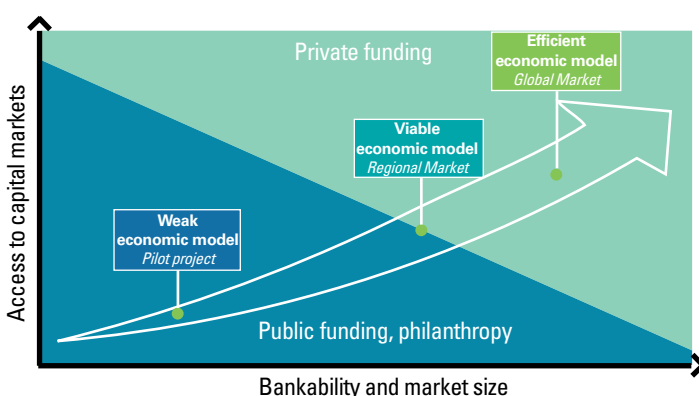 Private funding
Efficient
economic model
Global Market
Viable
economic model
Regional Market
Weak
economic model
Pilot project
Public funding, philanthropy
Access to capital markets
Bankability and market size